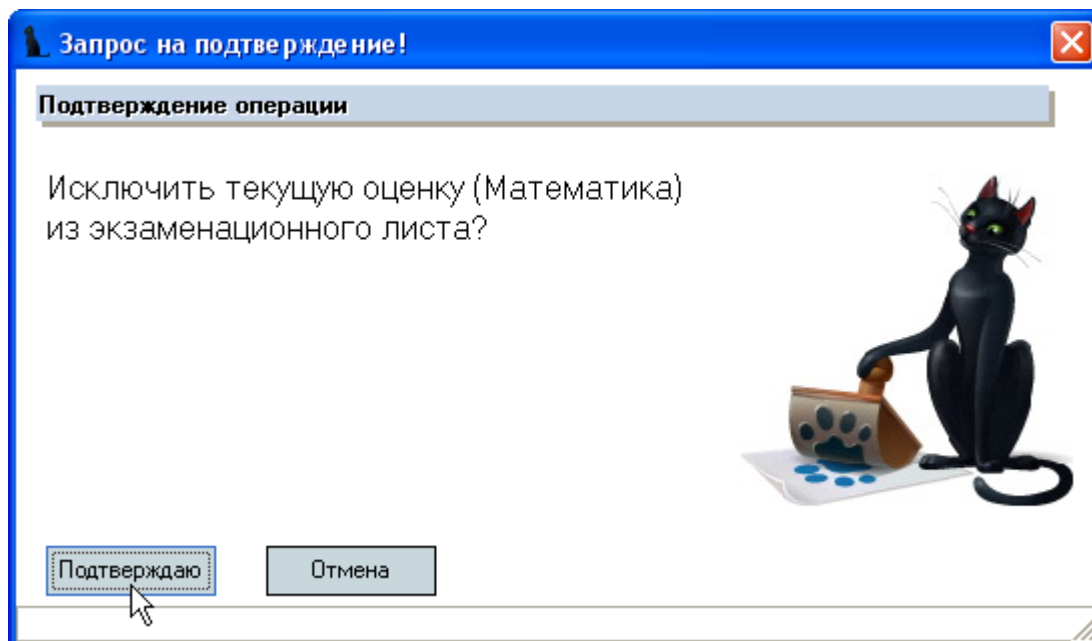 Запрос на подтверждение!
Подтверждение операции
Исключить текущую оценку (Математика)
из экзаменационного листа?
Подтверждаю
Отмена